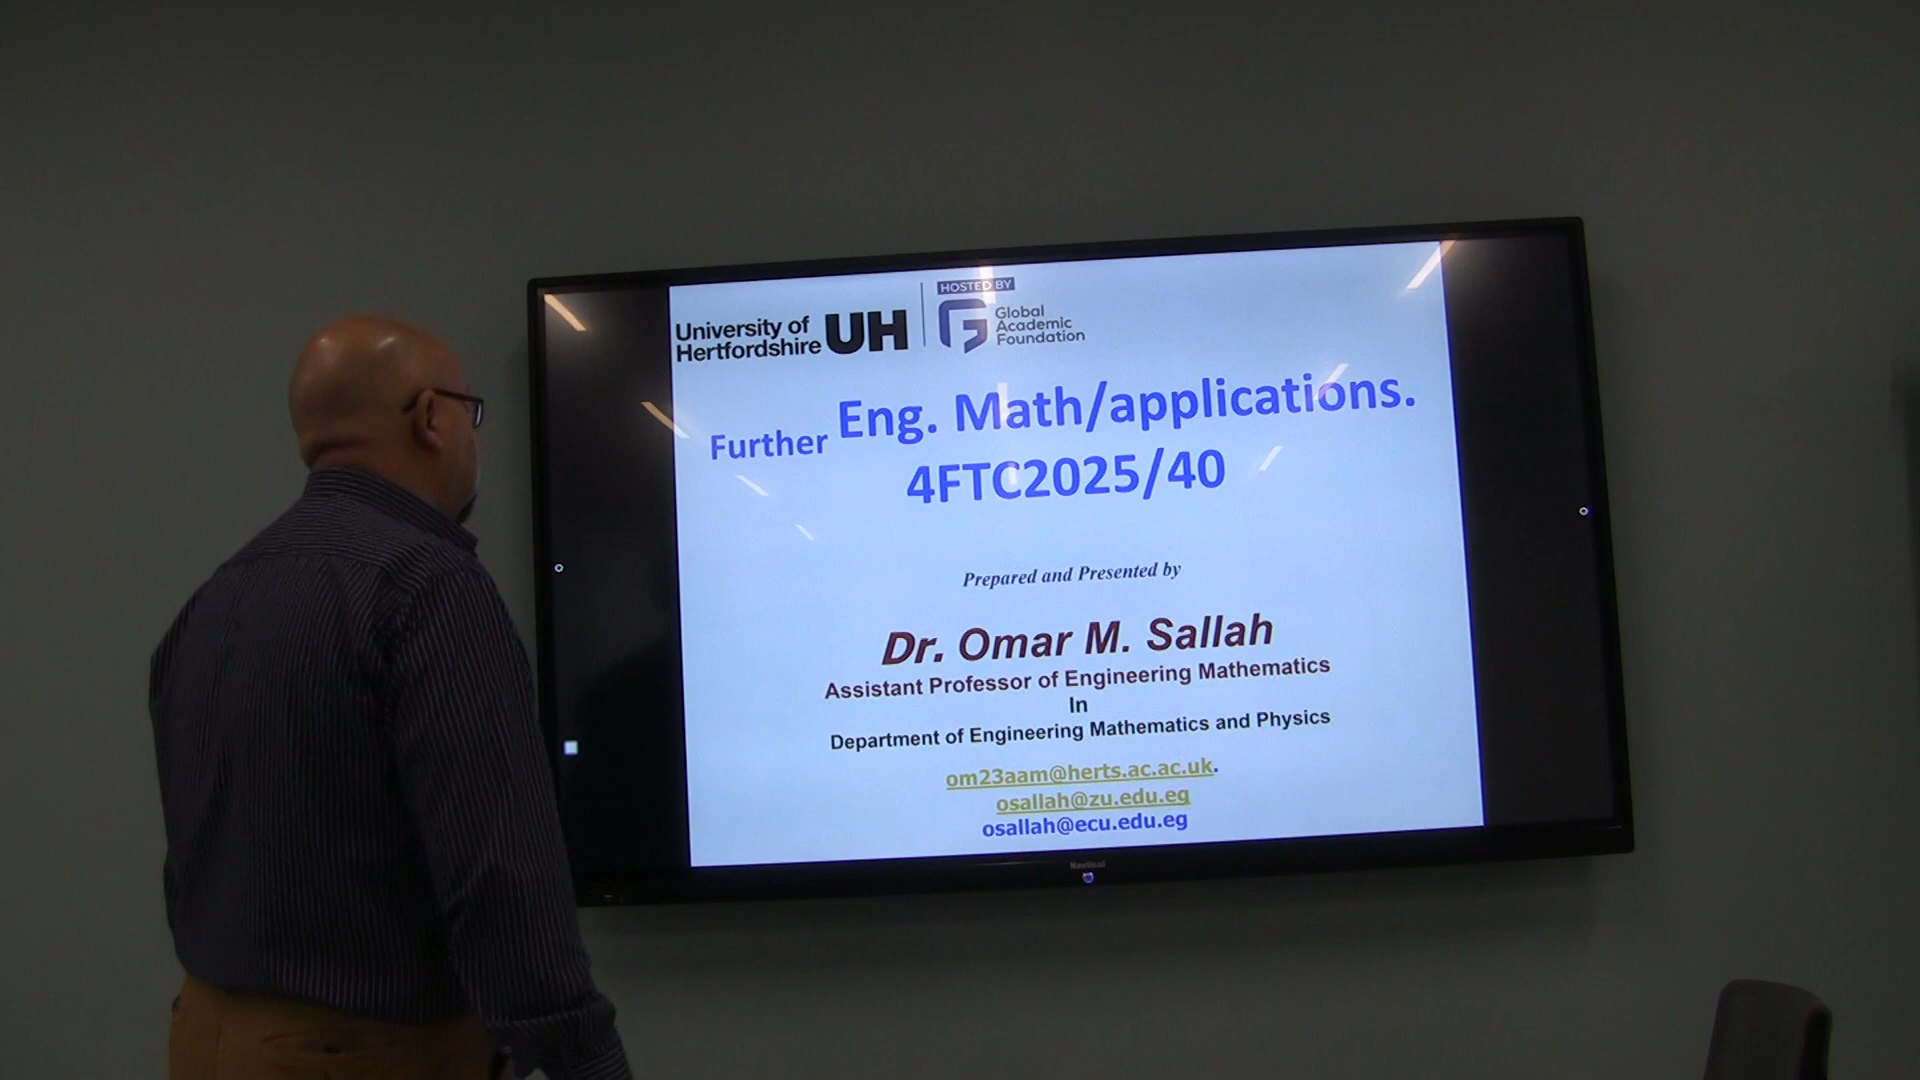 University of
Hertfordshire UH
HOSTED BY
Global
Academic
Foundation
Further Eng. Math/applications.
4FTC2025/40
Prepared and Presented by
Dr. Omar M. Sallah
Assistant Professor of Engineering Mathematics
In
Department of Engineering Mathematics and Physics
om23aam@herts.ac.ac.uk.
osallah@zu.edu.eg
osallah@ecu.edu.eg